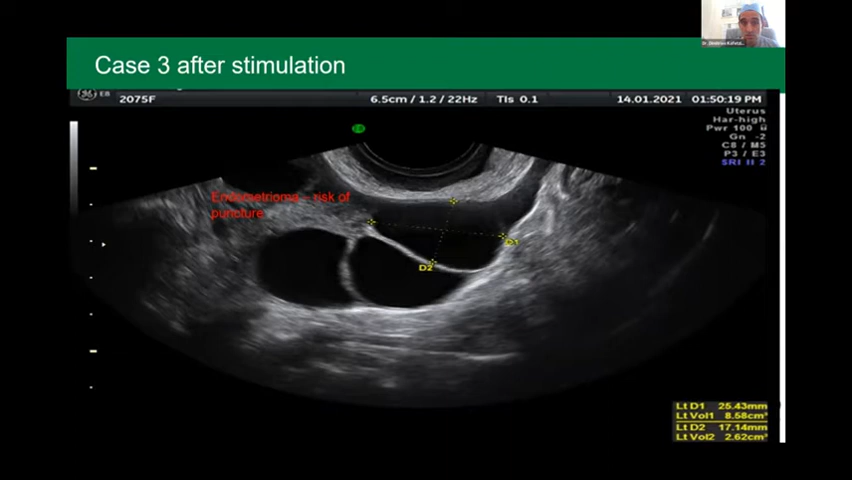 Case 3 after stimulation
E8
2075F 6.5cm / 1.2 / 22Hz TIs 0.1 14.01.2021 01:50:19 PM
Uterus
Har-high
Pwr 100
Gn -2
C8 / M5
P3 / E3
SRI II 2
Endometrioma – risk of
puncture
D1
D2
Lt D1 25.43mm
Lt Vol1 8.58cm³
Lt D2 17.14mm
Lt Vol2 2.62cm³